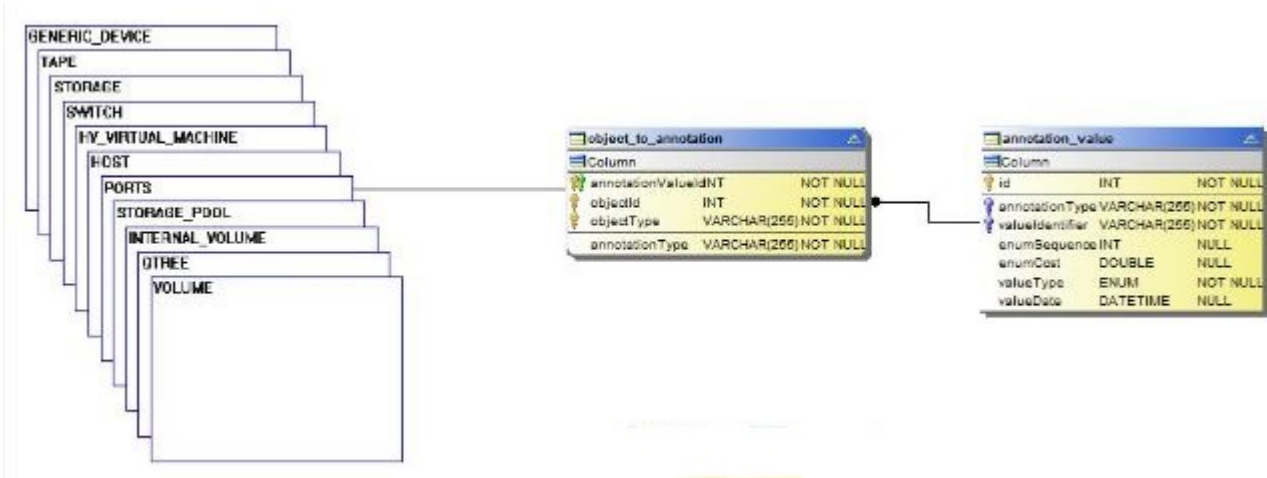 GENERIC_DEVICE
TAPE
STORAGE
SWITCH
HV_VIRTUAL_MACHINE
HOST
PORTS
STORAGE_POOL
INTERNAL_VOLUME
QTREE
VOLUME
object_to_annotation
Column
annotationValueId INT NOT NULL
objectId INT NOT NULL
objectType VARCHAR(255) NOT NULL
annotationType VARCHAR(255) NOT NULL
annotation_value
Column
id INT NOT NULL
annotationType VARCHAR(255) NOT NULL
valueIdentifier VARCHAR(255) NOT NULL
enumSequence INT NULL
enumCost DOUBLE NULL
valueType ENUM NOT NULL
valueDate DATETIME NULL